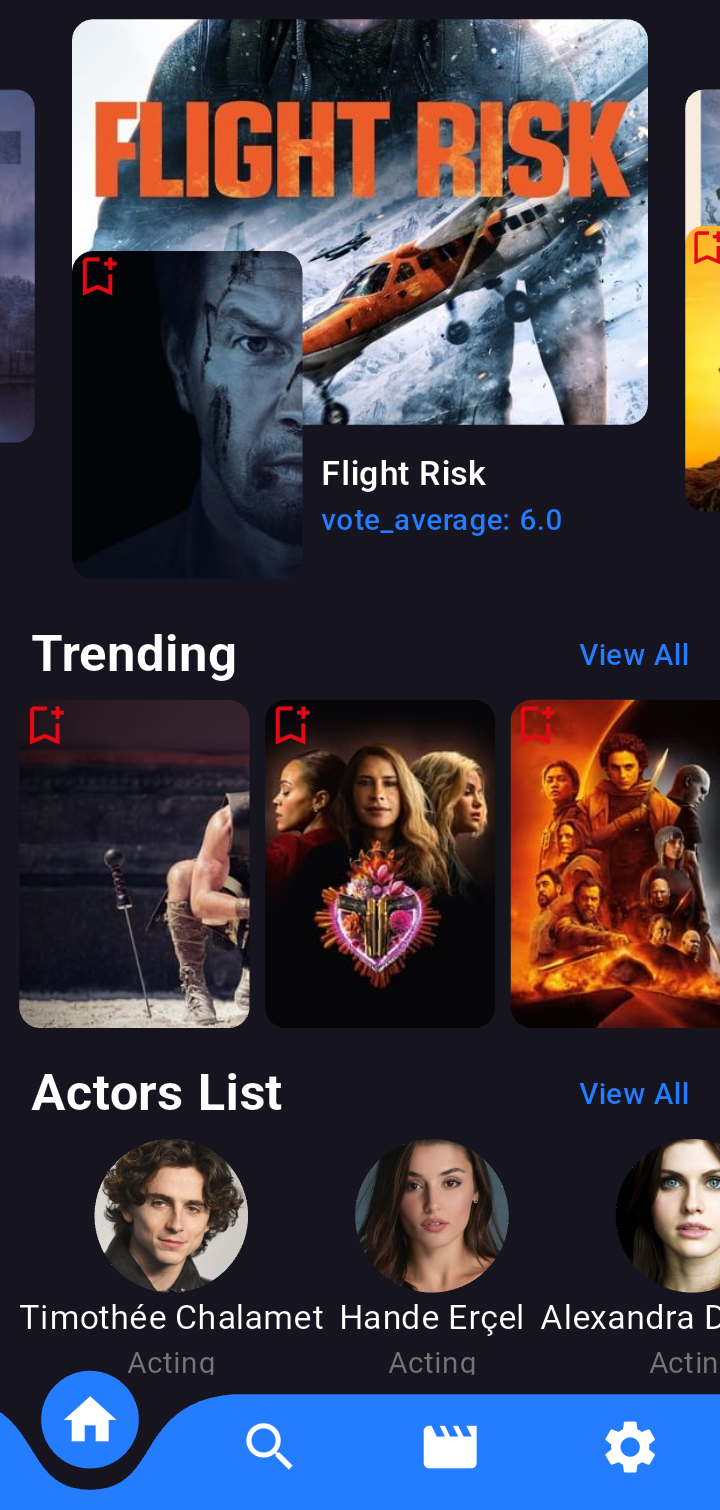 FLIGHT RISK
Flight Risk
vote_average: 6.0
Trending
View All
Actors List
View All
Timothée Chalamet
Hande Erçel
Alexandra D
Acting
Acting
Actin